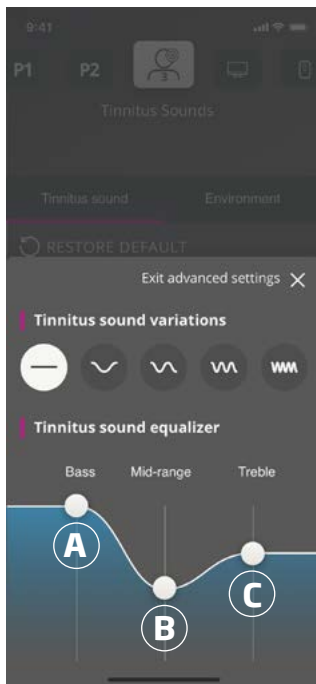 9:41
P1 P2 3
Tinnitus Sounds
Tinnitus sound Environment
RESTORE DEFAULT
Exit advanced settings
Tinnitus sound variations
Tinnitus sound equalizer
Bass Mid-range Treble
A
B
C